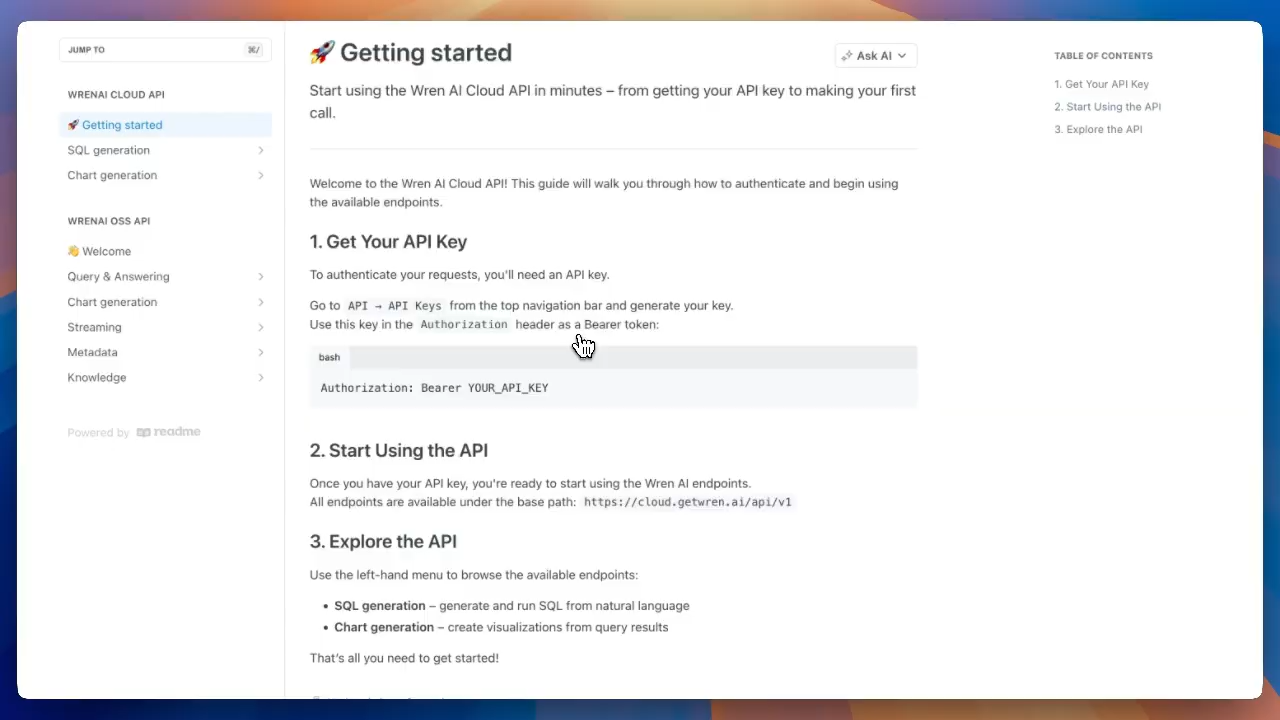 JUMP TO
⌘/
WRENAI CLOUD API
🚀 Getting started
SQL generation
Chart generation
WRENAI OSS API
👋 Welcome
Query & Answering
Chart generation
Streaming
Metadata
Knowledge
Powered by readme
🚀 Getting started
Ask AI
Start using the Wren AI Cloud API in minutes – from getting your API key to making your first
call.
Welcome to the Wren AI Cloud API! This guide will walk you through how to authenticate and begin using
the available endpoints.
1. Get Your API Key
To authenticate your requests, you'll need an API key.
Go to API → API Keys from the top navigation bar and generate your key.
Use this key in the Authorization header as a Bearer token:
bash
Authorization: Bearer YOUR_API_KEY
2. Start Using the API
Once you have your API key, you're ready to start using the Wren AI endpoints.
All endpoints are available under the base path: https://cloud.getwren.ai/api/v1
3. Explore the API
Use the left-hand menu to browse the available endpoints:
• SQL generation – generate and run SQL from natural language
• Chart generation – create visualizations from query results
That's all you need to get started!
TABLE OF CONTENTS
1. Get Your API Key
2. Start Using the API
3. Explore the API